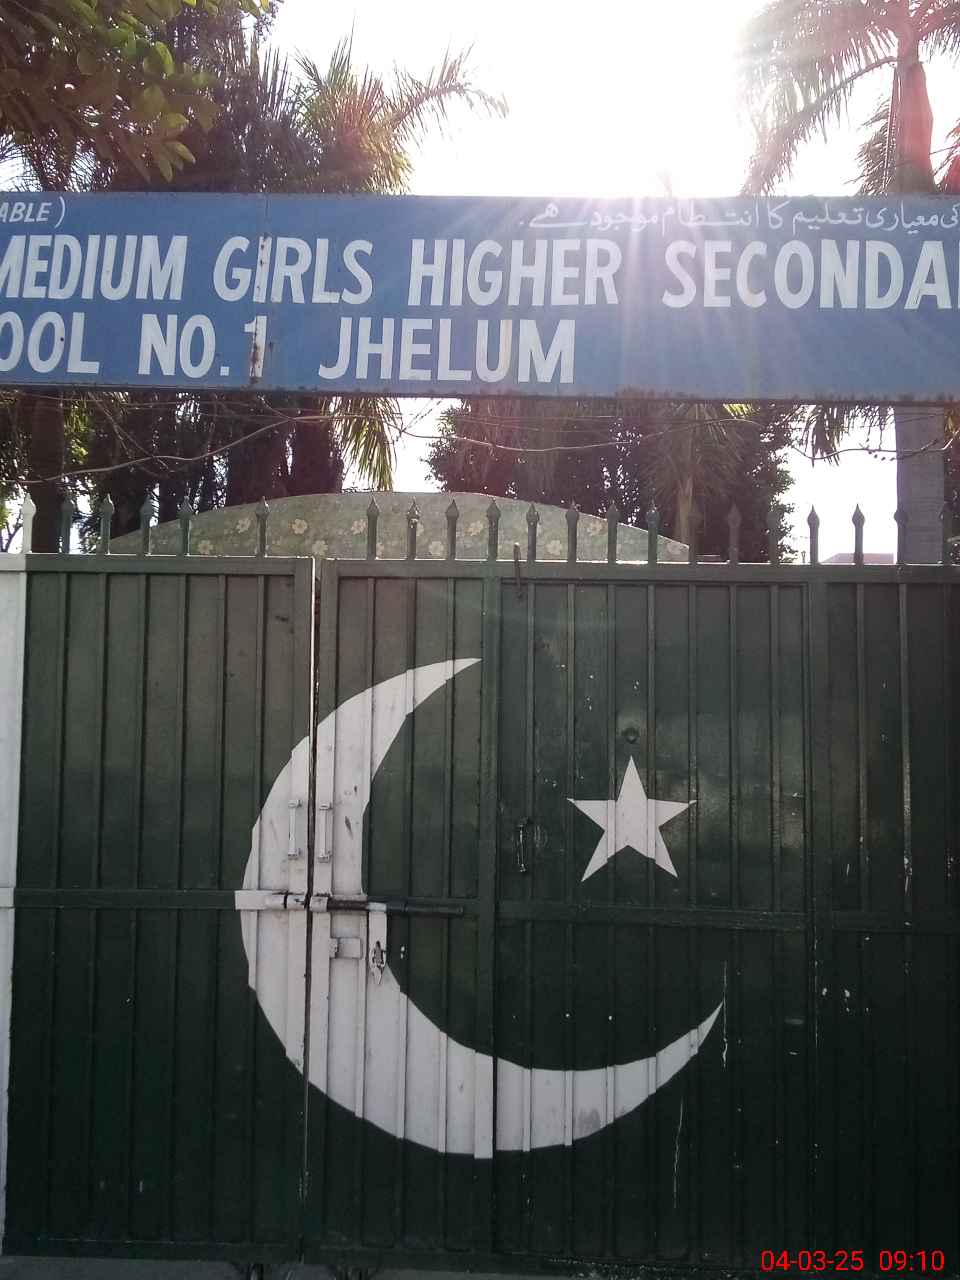 ABLE)
کی معیاری تعلیم کا انتظام موجود ہے۔
MEDIUM GIRLS HIGHER SECONDA
OOL NO.1 JHELUM
04-03-25 09:10